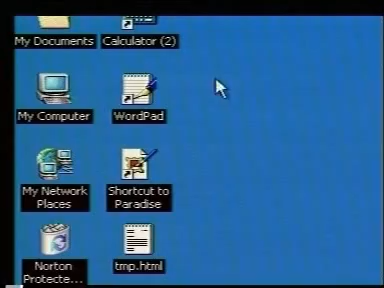 My Documents
Calculator (2)
My Computer
WordPad
My Network
Places
Shortcut to
Paradise
Norton
Protecte...
tmp.html